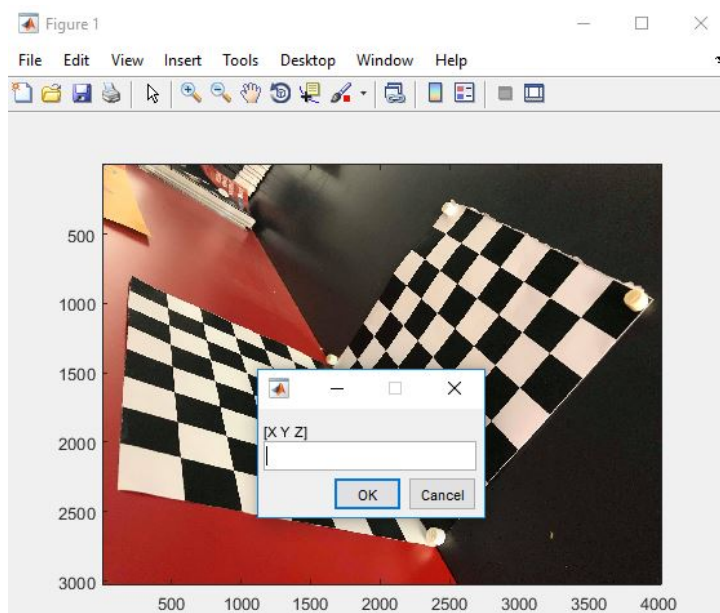 Figure 1
File Edit View Insert Tools Desktop Window Help
500
1000
1500
2000
2500
3000
[X Y Z]
OK Cancel
500 1000 1500 2000 2500 3000 3500 4000